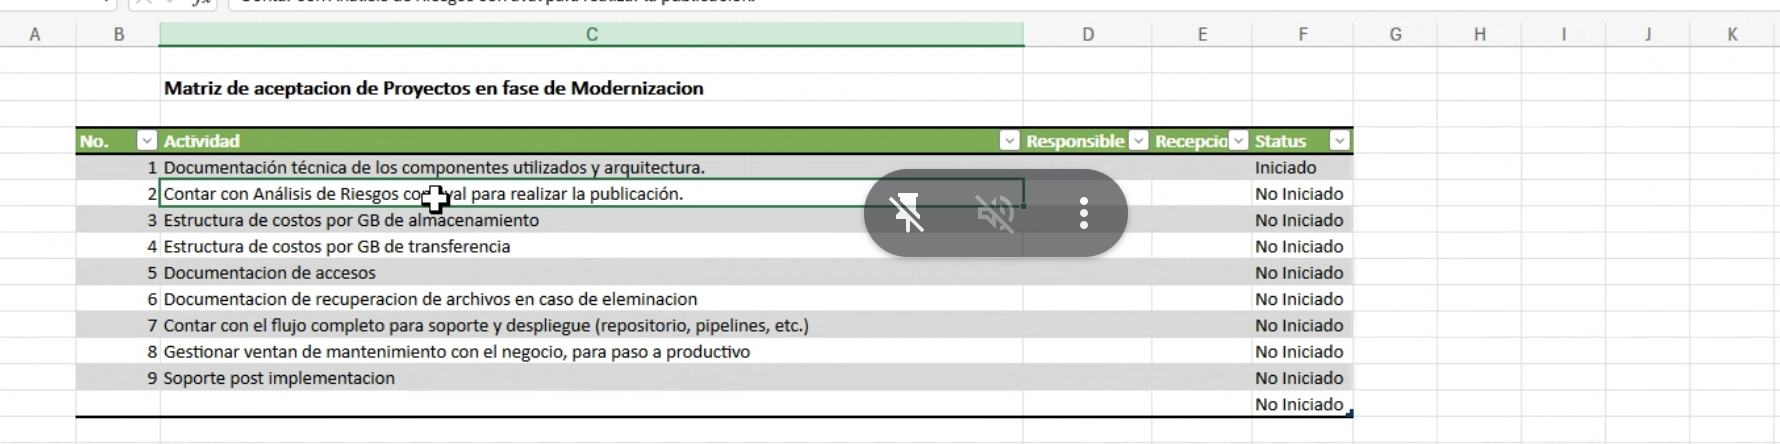 A B C D E F G H I J K
Matriz de aceptacion de Proyectos en fase de Modernizacion
No. Actividad Responsible Recepcio Status
1 Documentación técnica de los componentes utilizados y arquitectura. Iniciado
2 Contar con Análisis de Riesgos para realizar la publicación. No Iniciado
3 Estructura de costos por GB de almacenamiento No Iniciado
4 Estructura de costos por GB de transferencia No Iniciado
5 Documentacion de accesos No Iniciado
6 Documentacion de recuperacion de archivos en caso de eleminacion No Iniciado
7 Contar con el flujo completo para soporte y despliegue (repositorio, pipelines, etc.) No Iniciado
8 Gestionar ventan de mantenimiento con el negocio, para paso a productivo No Iniciado
9 Soporte post implementacion No Iniciado
No Iniciado